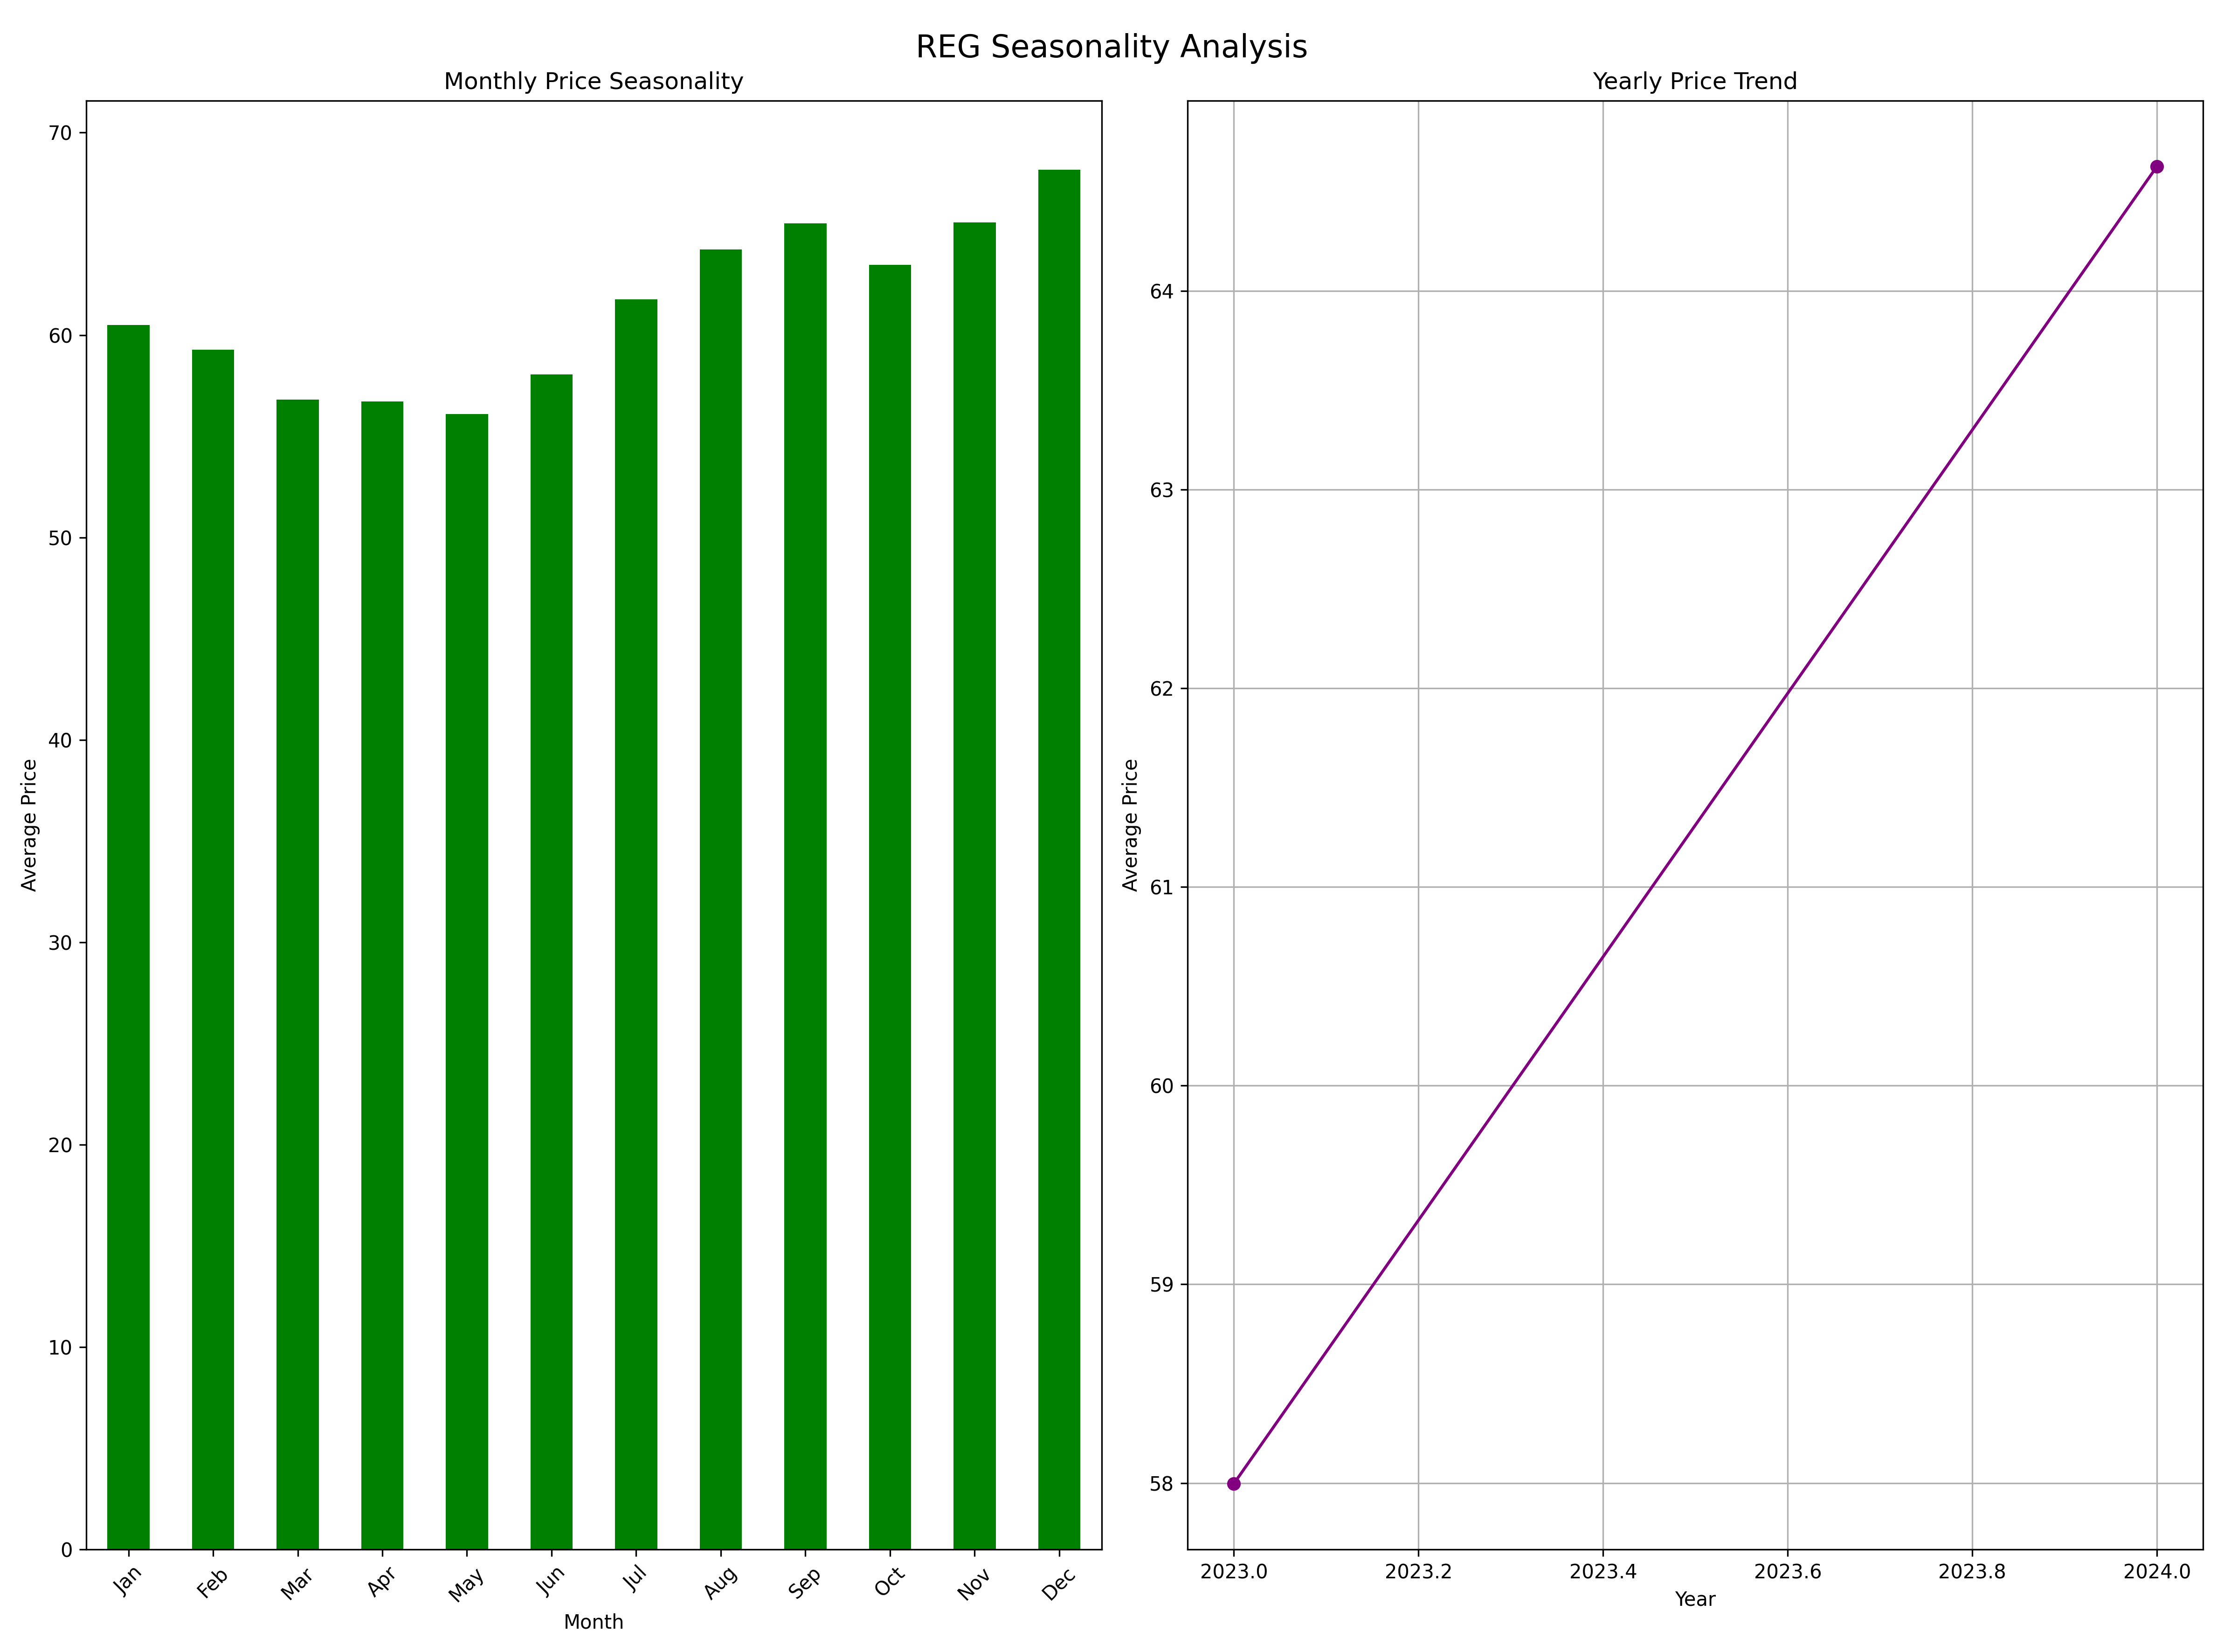 REG Seasonality Analysis
Monthly Price Seasonality
Average Price
70
60
50
40
30
20
10
0
Jan Feb Mar Apr May Jun Jul Aug Sep Oct Nov Dec
Month
Yearly Price Trend
Average Price
64
63
62
61
60
59
58
2023.0 2023.2 2023.4 2023.6 2023.8 2024.0
Year